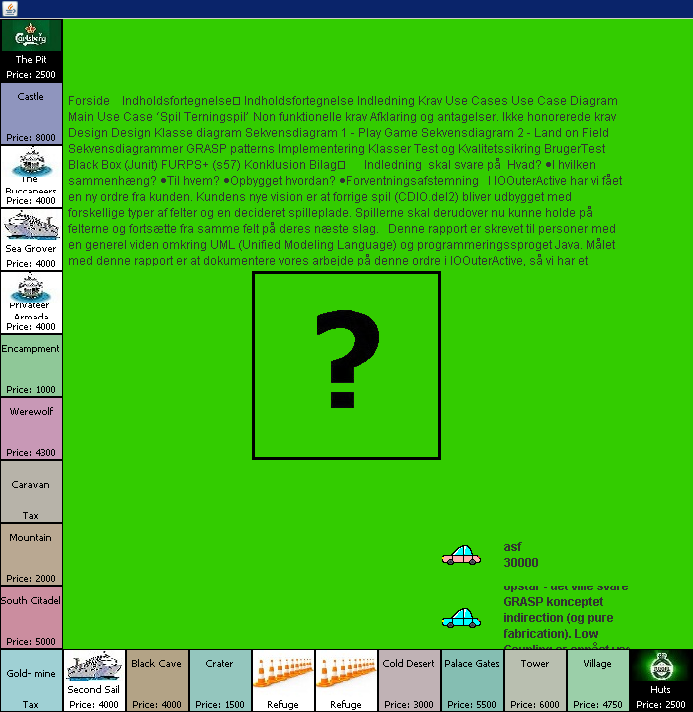 Carlsberg
The Pit
Price: 2500
Castle
Price: 8000
The
Buccaneers
Price: 4000
Sea Grover
Price: 4000
Privateer
Armada
Price: 4000
Encampment
Price: 1000
Werewolf
Price: 4300
Caravan
Tax
Mountain
Price: 2000
South Citadel
Price: 5000
Gold- mine
Tax
Forside Indholdsfortegnelse Indholdsfortegnelse Indledning Krav Use Cases Use Case Diagram
Main Use Case 'Spil Terningspil' Non funktionelle krav Afklaring og antagelser. Ikke honorerede krav
Design Design Klasse diagram Sekvensdiagram 1 - Play Game Sekvensdiagram 2 - Land on Field
Sekvensdiagrammer GRASP patterns Implementering Klasser Test og Kvalitetssikring BrugerTest
Black Box (Junit) FURPS+ (s57) Konklusion Bilag Indledning skal svare på Hvad? ●I hvilken
sammenhæng? ●Til hvem? ●Opbygget hvordan? ●Forventningsafstemning I IOOuterActive har vi fået
en ny ordre fra kunden. Kundens nye vision er at forrige spil (CDIO.del2) bliver udbygget med
forskellige typer af felter og en decideret spilleplade. Spillerne skal derudover nu kunne holde på
felterne og fortsætte fra samme felt på deres næste slag. Denne rapport er skrevet til personer med
en generel viden omkring UML (Unified Modeling Language) og programmeringssproget Java. Målet
med denne rapport er at dokumentere vores arbejde på denne ordre i IOOuterActive, så vi har et
?
asf
30000
opstår - det ville svare
GRASP konceptet
indirection (og pure
fabrication). Low
Second Sail
Price: 4000
Black Cave
Price: 4000
Crater
Price: 1500
Refuge
Refuge
Cold Desert
Price: 3000
Palace Gates
Price: 5500
Tower
Price: 6000
Village
Price: 4750
Huts
Price: 2500